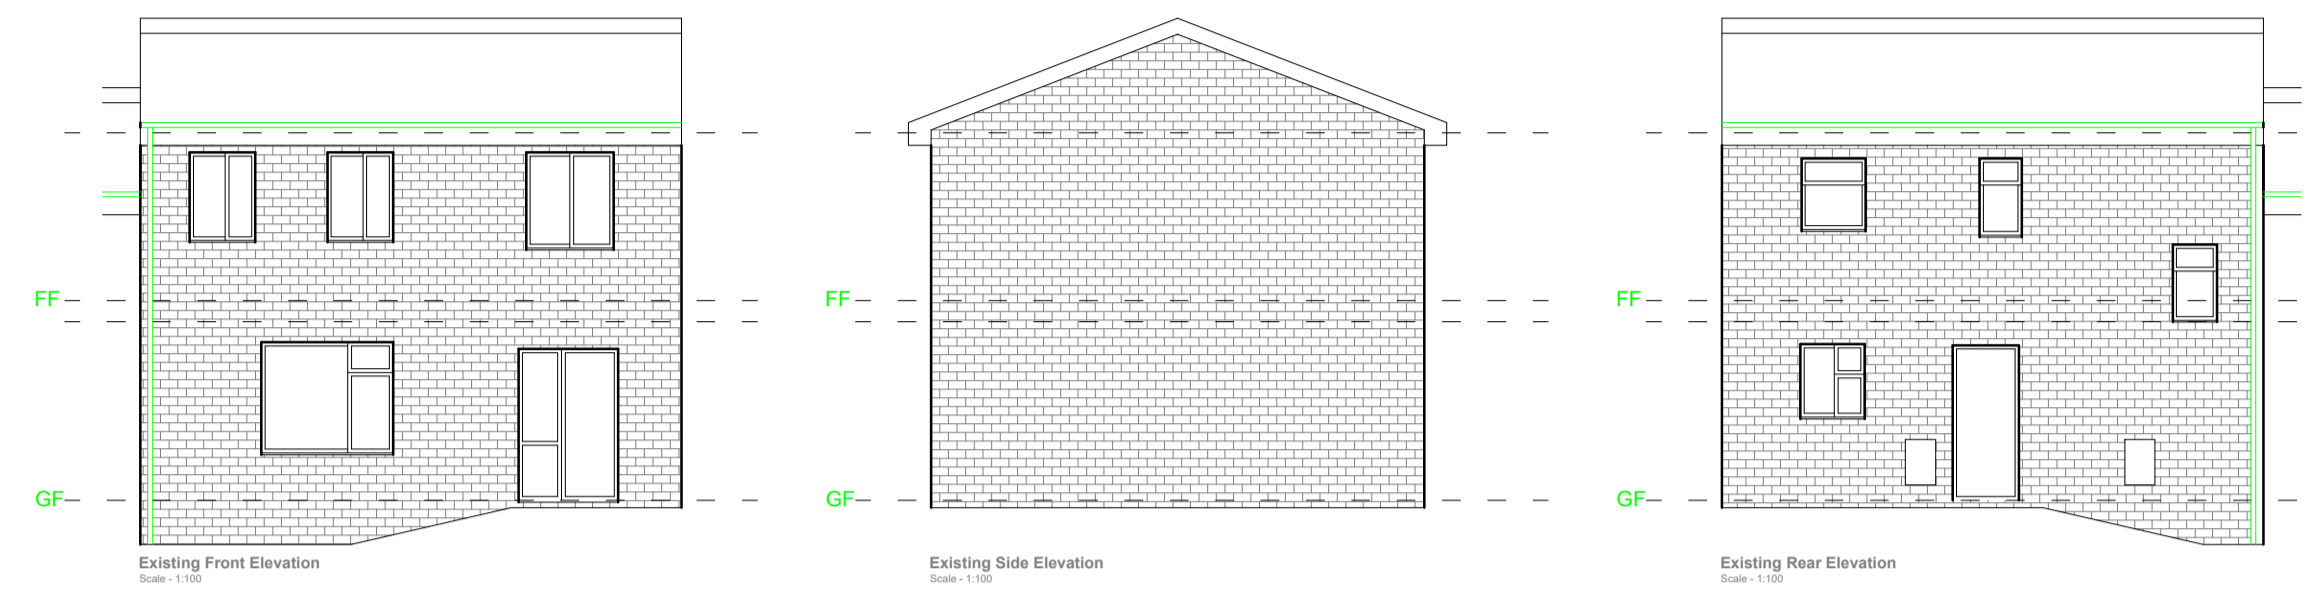 FF
GF
Existing Front Elevation
Scale - 1:100
FF
GF
Existing Side Elevation
Scale - 1:100
FF
GF
Existing Rear Elevation
Scale - 1:100